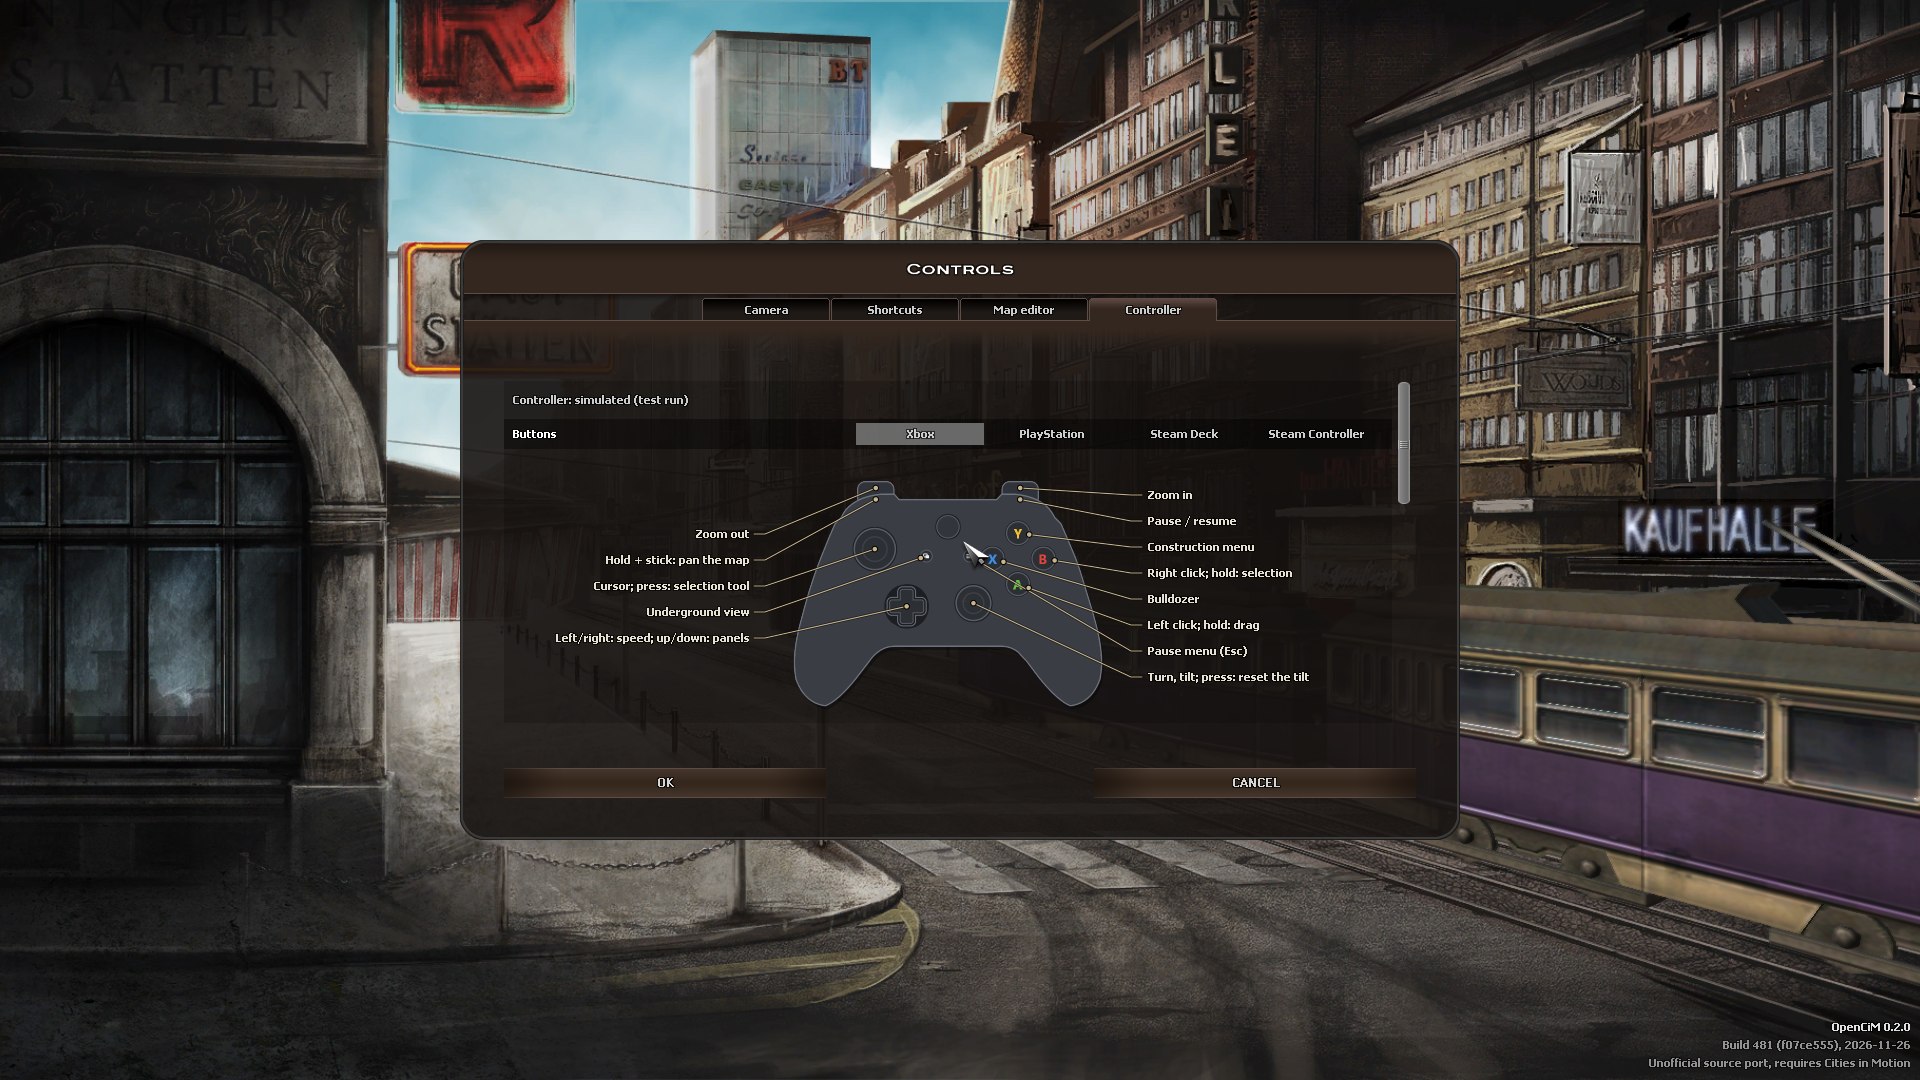 NINGER
STATTEN
R
BT
L
E
STATTEN
WOODS
KAUFHALLE
Controls
Camera
Shortcuts
Map editor
Controller
Controller: simulated (test run)
Buttons
Xbox
PlayStation
Steam Deck
Steam Controller
Zoom out
Hold + stick: pan the map
Cursor; press: selection tool
Underground view
Left/right: speed; up/down: panels
Y
X
B
A
Zoom in
Pause / resume
Construction menu
Right click; hold: selection
Bulldozer
Left click; hold: drag
Pause menu (Esc)
Turn, tilt; press: reset the tilt
OK
CANCEL
OpenCiM 0.2.0
Build 481 (f07ce555), 2026-11-26
Unofficial source port, requires Cities in Motion